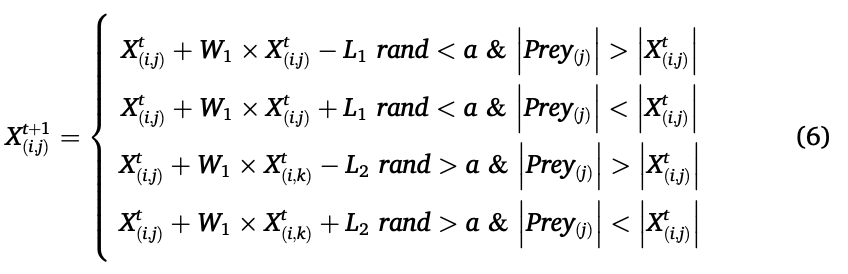 X^{t+1}_{(i,j)} = {
X^t_{(i,j)} + W_1 × X^t_{(i,j)} − L_1 rand < a & |Prey_{(j)}| > |X^t_{(i,j)}|
X^t_{(i,j)} + W_1 × X^t_{(i,j)} + L_1 rand < a & |Prey_{(j)}| < |X^t_{(i,j)}|
X^t_{(i,j)} + W_1 × X^t_{(i,k)} − L_2 rand > a & |Prey_{(j)}| > |X^t_{(i,j)}|
X^t_{(i,j)} + W_1 × X^t_{(i,k)} + L_2 rand > a & |Prey_{(j)}| < |X^t_{(i,j)}|
(6)